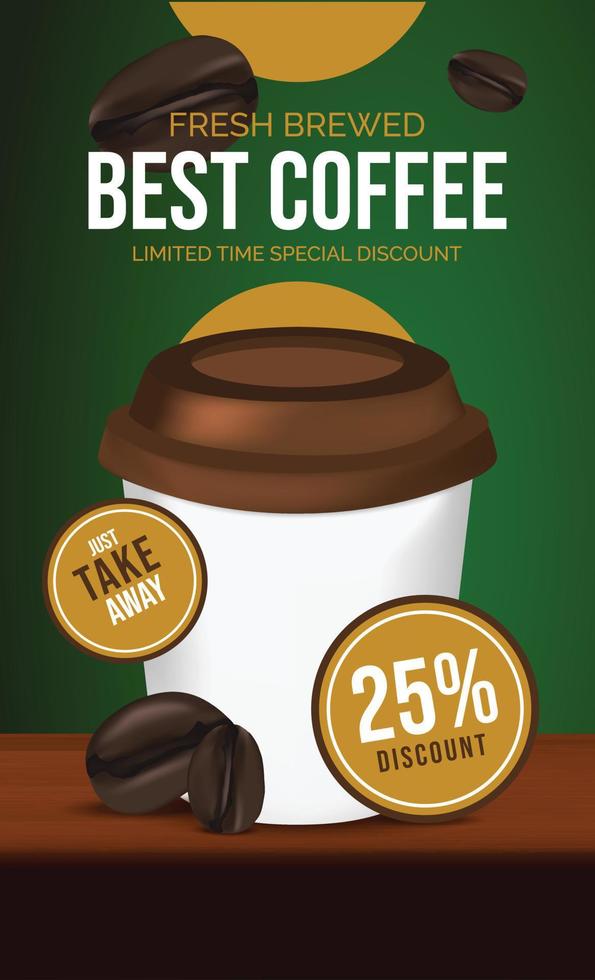 FRESH BREWED
BEST COFFEE
LIMITED TIME SPECIAL DISCOUNT
JUST
TAKE
AWAY
25%
DISCOUNT